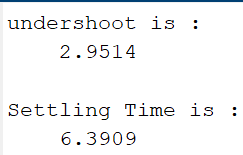 undershoot is :
2.9514
Settling Time is :
6.3909